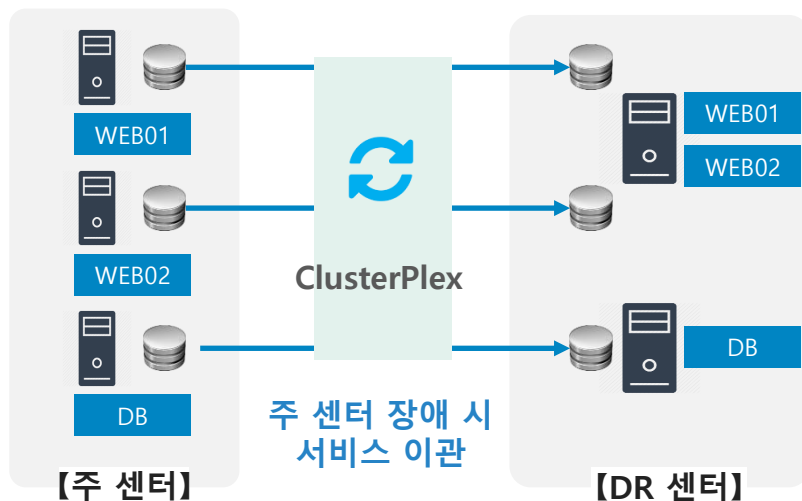 WEB01
WEB01
WEB02
WEB02
ClusterPlex
DB
DB
주 센터 장애 시
서비스 이관
【주 센터】
【DR 센터】